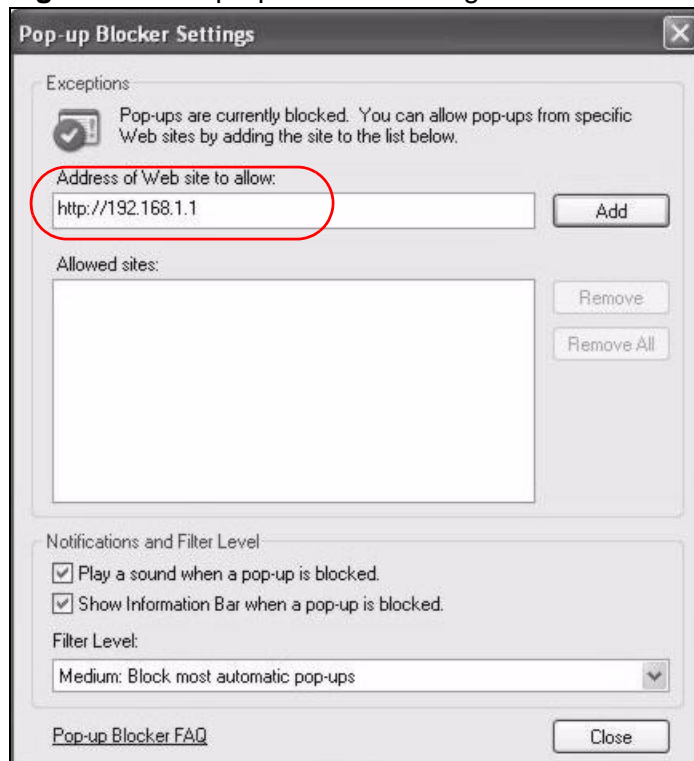 Pop-up Blocker Settings
Exceptions
Pop-ups are currently blocked. You can allow pop-ups from specific
Web sites by adding the site to the list below.
Address of Web site to allow:
http://192.168.1.1
Add
Allowed sites:
Remove
Remove All
Notifications and Filter Level
Play a sound when a pop-up is blocked.
Show Information Bar when a pop-up is blocked.
Filter Level:
Medium: Block most automatic pop-ups
Pop-up Blocker FAQ
Close